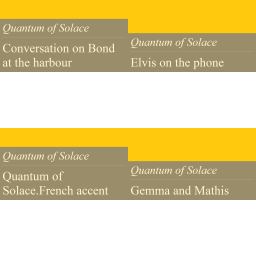 Quantum of Solace
Conversation on Bond
at the harbour
Quantum of Solace
Elvis on the phone
Quantum of Solace
Quantum of
Solace.French accent
Quantum of Solace
Gemma and Mathis